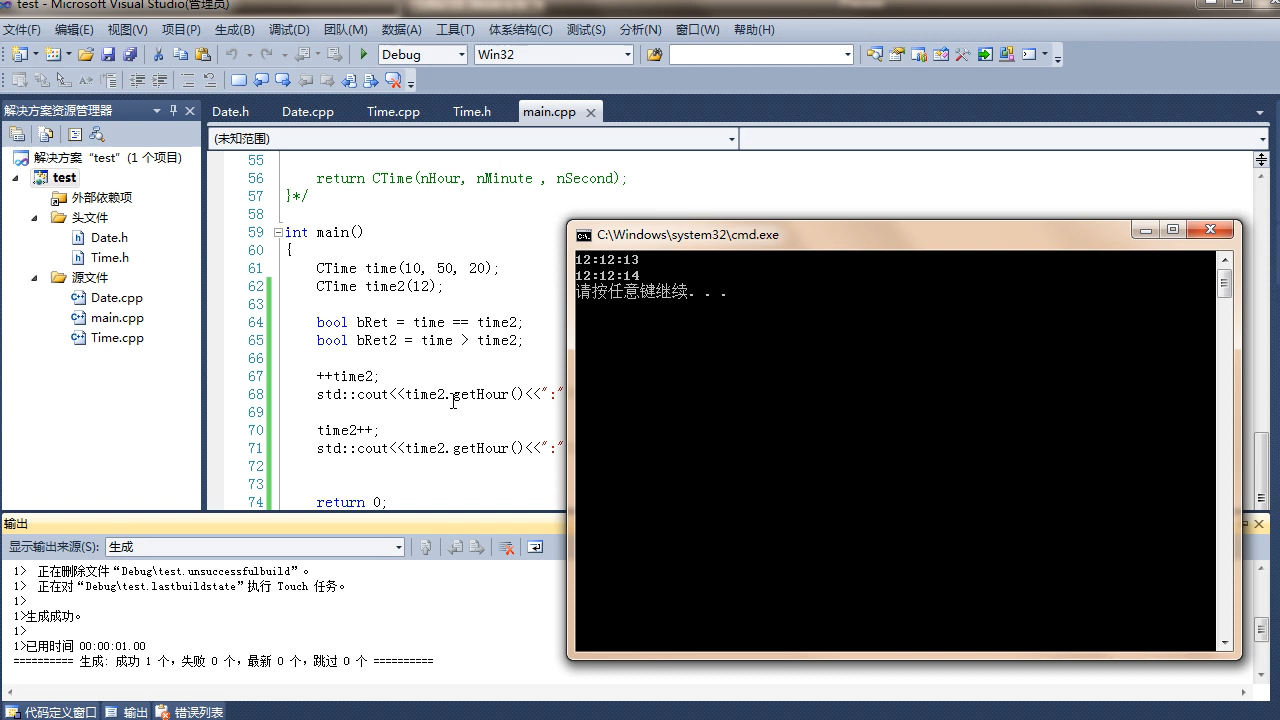 test - Microsoft Visual Studio(管理员)
文件(F) 编辑(E) 视图(V) 项目(P) 生成(B) 调试(D) 团队(M) 数据(A) 工具(T) 体系结构(C) 测试(S) 分析(N) 窗口(W) 帮助(H)
Debug Win32
解决方案资源管理器
Date.h Date.cpp Time.cpp Time.h main.cpp
(未知范围)
解决方案 “test” (1 个项目)
test
外部依赖项
头文件
Date.h
Time.h
源文件
Date.cpp
main.cpp
Time.cpp
55
56 return CTime(nHour, nMinute , nSecond);
57 }*/
58
59 int main()
60 {
61 CTime time(10, 50, 20);
62 CTime time2(12);
63
64 bool bRet = time == time2;
65 bool bRet2 = time > time2;
66
67 ++time2;
68 std::cout<<time2.getHour()<<":"
69
70 time2++;
71 std::cout<<time2.getHour()<<":"
72
73
74 return 0;
C:\Windows\system32\cmd.exe
12:12:13
12:12:14
请按任意键继续. . .
输出
显示输出来源(S): 生成
1> 正在删除文件“Debug\test.unsuccessfulbuild”。
1> 正在对“Debug\test.lastbuildstate”执行 Touch 任务。
1>
1>生成成功。
1>
1>已用时间 00:00:01.00
========== 生成: 成功 1 个，失败 0 个，最新 0 个，跳过 0 个 ==========
代码定义窗口 输出 错误列表